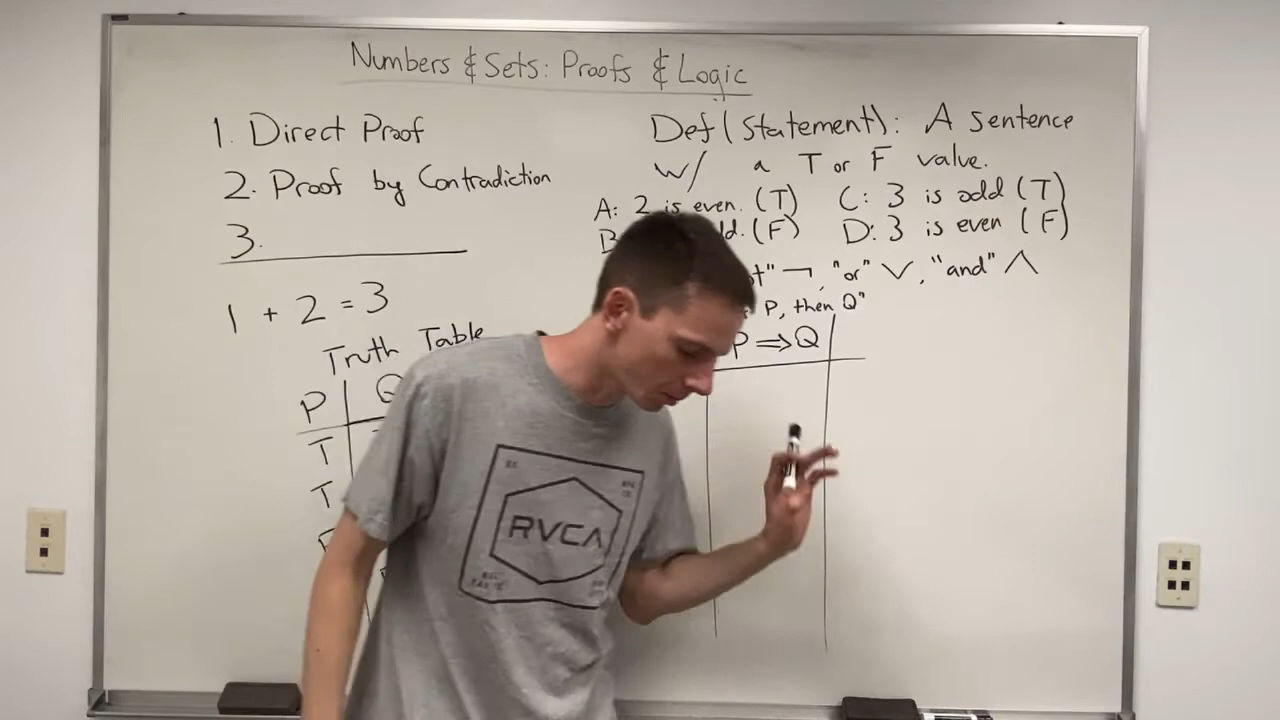 Numbers & Sets: Proofs & Logic
1. Direct Proof
2. Proof by Contradiction
3.
1 + 2 = 3
Truth Table
P Q
T
T
Def (Statement): A sentence
w/ a T or F value.
A: 2 is even. (T) C: 3 is odd (T)
(F) D: 3 is even (F)
¬, "or" ∨, "and" ∧
P, then Q"
P ⇒ Q
RVCA